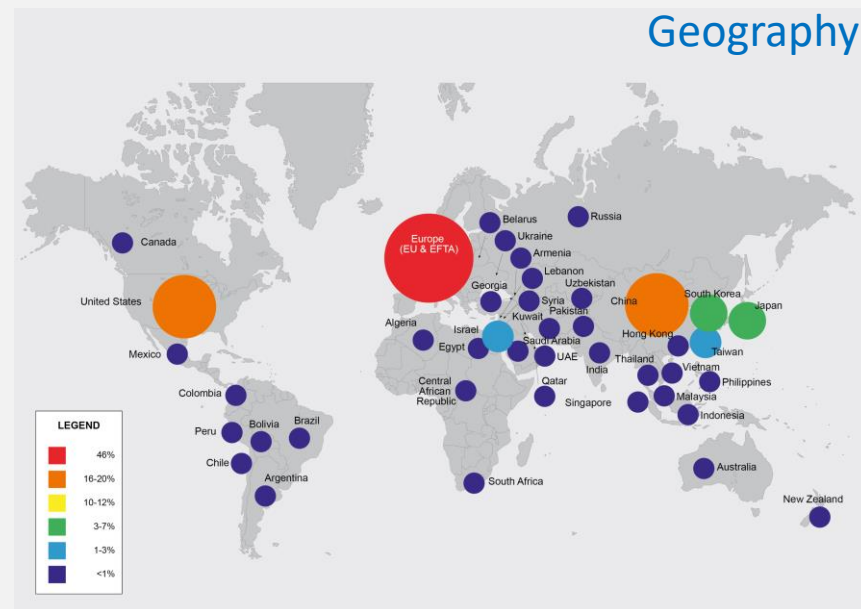 Geography
Europe
(EU & EFTA)
Belarus
Russia
Ukraine
Canada
Armenia
Lebanon
Georgia
Uzbekistan
United States
Syria
China
South Korea
Japan
Kuwait
Pakistan
Algeria
Israel
Hong Kong
Mexico
Egypt
Saudi Arabia
Taiwan
UAE
India
Thailand
Vietnam
Colombia
Central
African
Republic
Qatar
Singapore
Philippines
Malaysia
Indonesia
Peru
Bolivia
Brazil
Chile
Argentina
South Africa
Australia
New Zealand
LEGEND
46%
16-20%
10-12%
3-7%
1-3%
<1%